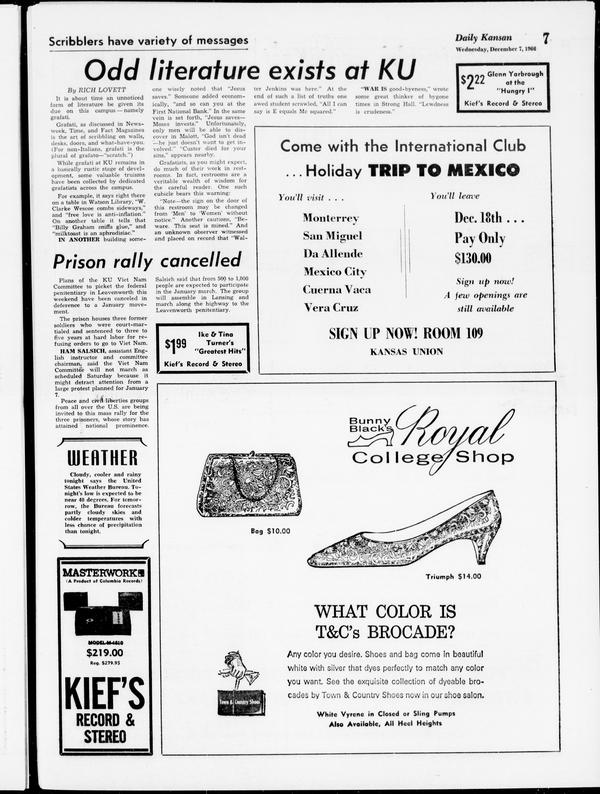 Daily Kansan 7
Wednesday, December 7, 1966
Scribblers have variety of messages
Odd literature exists at KU
By RICH LOVETT
It is about time an unnoticed
form of literature be given its
due on this campus—namely
grafati.
Grafati, as discussed in News-
week, Time, and Fact Magazines
is the art of scribbling on walls,
desks, doors, and what-have-you.
(For non-Italians, grafati is the
plural of grafato—"scratch.")
While grafati at KU remains in
a basically rustic stage of devel-
opment, some valuable truisms
have been collected by dedicated
grafatists across the campus.
For example, it says right there
on a table in Watson Library, "W.
Clarke Wescoe combs sideways,"
and "free love is anti-inflation."
On another table it tells that
"Billy Graham sniffs glue," and
"milktoast is an aphrodisiac."
IN ANOTHER building some-
one wisely noted that "Jesus
saves." Someone added econom-
ically, "and so can you at the
First National Bank." In the same
vein is set forth, "Jesus saves—
Moses invests." Unfortunately,
only men will be able to dis-
cover in Malott, "God isn't dead
—he just doesn't want to get in-
volved." "Custer died for your
sins," appears nearby.
Grafatists, as you might expect,
do much of their work in rest-
rooms. In fact, restrooms are a
veritable wealth of wisdom for
the careful reader. One such
cubicle bears this warning:
"Note—the sign on the door of
this restroom may be changed
from 'Men' to 'Women' without
notice." Another cautions, "Be-
ware. This seat is mined." And
an unknown observer witnessed
and placed on record that "Wal-
ter Jenkins was here." At the
end of such a list of truths one
awed student scrawled, "All I can
say is E equals Mc squared."
"WAR IS good-byeness," wrote
some great thinker of bygone
times in Strong Hall. "Lewdness
is crudeness."
$2.22 Glenn Yarbrough
at the
"Hungry I"
Kief's Record & Stereo
Come with the International Club
...Holiday TRIP TO MEXICO
You'll visit . . .
Monterrey
San Miguel
Da Allende
Mexico City
Cuerna Vaca
Vera Cruz
You'll leave
Dec. 18th . . .
Pay Only
$130.00
Sign up now!
A few openings are
still available
SIGN UP NOW! ROOM 109
KANSAS UNION
Prison rally cancelled
Plans of the KU Viet Nam
Committee to picket the federal
penitentiary in Leavenworth this
weekend have been canceled in
deference to a January move-
ment.
The prison houses three former
soldiers who were court-mar-
tialed and sentenced to three to
five years at hard labor for re-
fusing orders to go to Viet Nam.
HAM SALSICH, assistant Eng-
lish instructor and committee
chairman, said the Viet Nam
Committee will not march as
scheduled Saturday because it
might detract attention from a
large protest planned for January
7.
Peace and civil liberties groups
from all over the U.S. are being
invited to this mass rally for the
three prisoners, whose story has
attained national prominence.
Salsich said that from 500 to 1,000
people are expected to participate
in the January march. The group
will assemble in Lansing and
march along the highway to the
Leavenworth penitentiary.
$1.99 Ike & Tina
Turner's
"Greatest Hits"
Kief's Record & Stereo
WEATHER
Cloudy, cooler and rainy
tonight says the United
States Weather Bureau. To-
night's low is expected to be
near 40 degrees. For tomor-
row, the Bureau forecasts
partly cloudy skies and
colder temperatures with
less chance of precipitation
than tonight.
MASTERWORK
(A Product of Columbia Records)
MODEL-M-4810
$219.00
Reg. $279.95
KIEF'S
RECORD &
STEREO
Bunny
Black's Royal
College Shop
Bag $10.00
Triumph $14.00
WHAT COLOR IS
T&C's BROCADE?
Any color you desire. Shoes and bag come in beautiful
white with silver that dyes perfectly to match any color
you want. See the exquisite collection of dyeable bro-
cades by Town & Country Shoes now in our shoe salon.
Town & Country Shoes
White Vyrene in Closed or Sling Pumps
Also Available, All Heel Heights